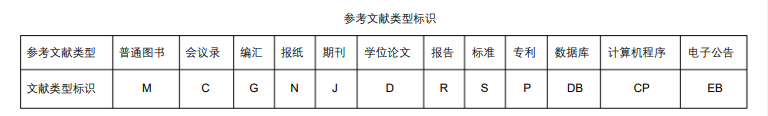 参考文献类型标识
参考文献类型 普通图书 会议录 编汇 报纸 期刊 学位论文 报告 标准 专利 数据库 计算机程序 电子公告
文献类型标识 M C G N J D R S P DB CP EB